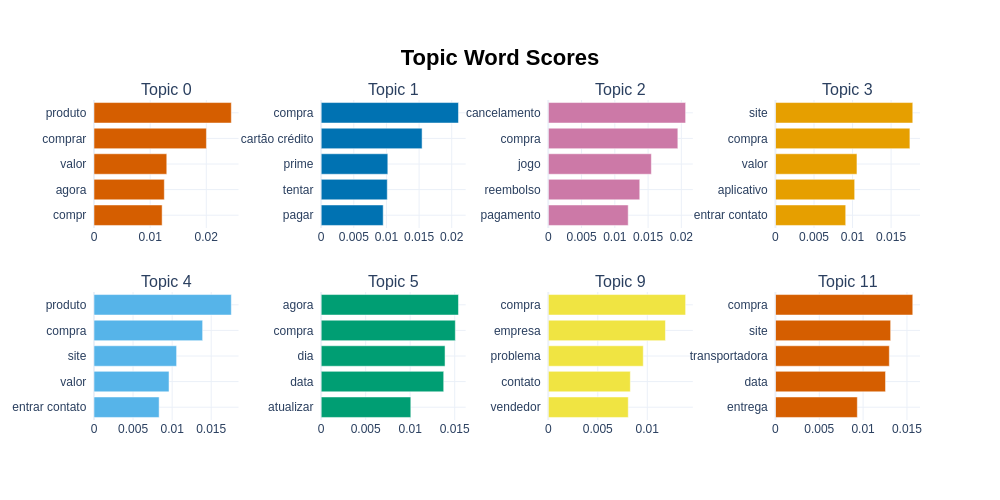 Topic Word Scores
Topic 0
produto
comprar
valor
agora
compr
0 0.01 0.02
Topic 1
compra
cartão crédito
prime
tentar
pagar
0 0.005 0.01 0.015 0.02
Topic 2
cancelamento
compra
jogo
reembolso
pagamento
0 0.005 0.01 0.015 0.02
Topic 3
site
compra
valor
aplicativo
entrar contato
0 0.005 0.01 0.015
Topic 4
produto
compra
site
valor
entrar contato
0 0.005 0.01 0.015
Topic 5
agora
compra
dia
data
atualizar
0 0.005 0.01 0.015
Topic 9
compra
empresa
problema
contato
vendedor
0 0.005 0.01
Topic 11
compra
site
transportadora
data
entrega
0 0.005 0.01 0.015